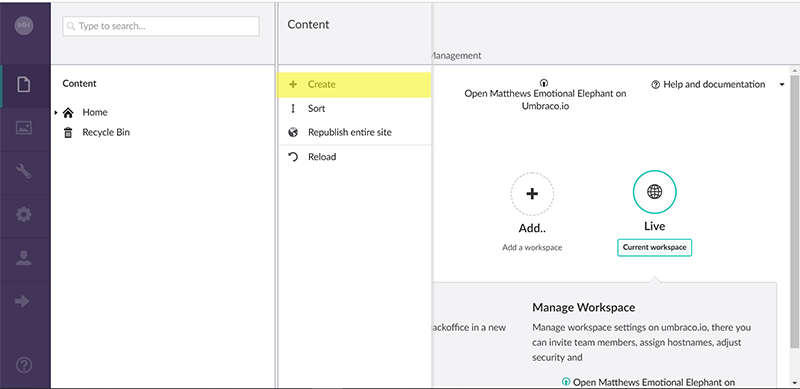 MN
Type to search...
Content
Home
Recycle Bin
Content
Create
Sort
Republish entire site
Reload
Management
Open Matthews Emotional Elephant on
Umbraco.io
Help and documentation
Add..
Add a workspace
Live
Current workspace
backoffice in a new
Manage Workspace
Manage workspace settings on umbraco.io, there you
can invite team members, assign hostnames, adjust
security and
Open Matthews Emotional Elephant on